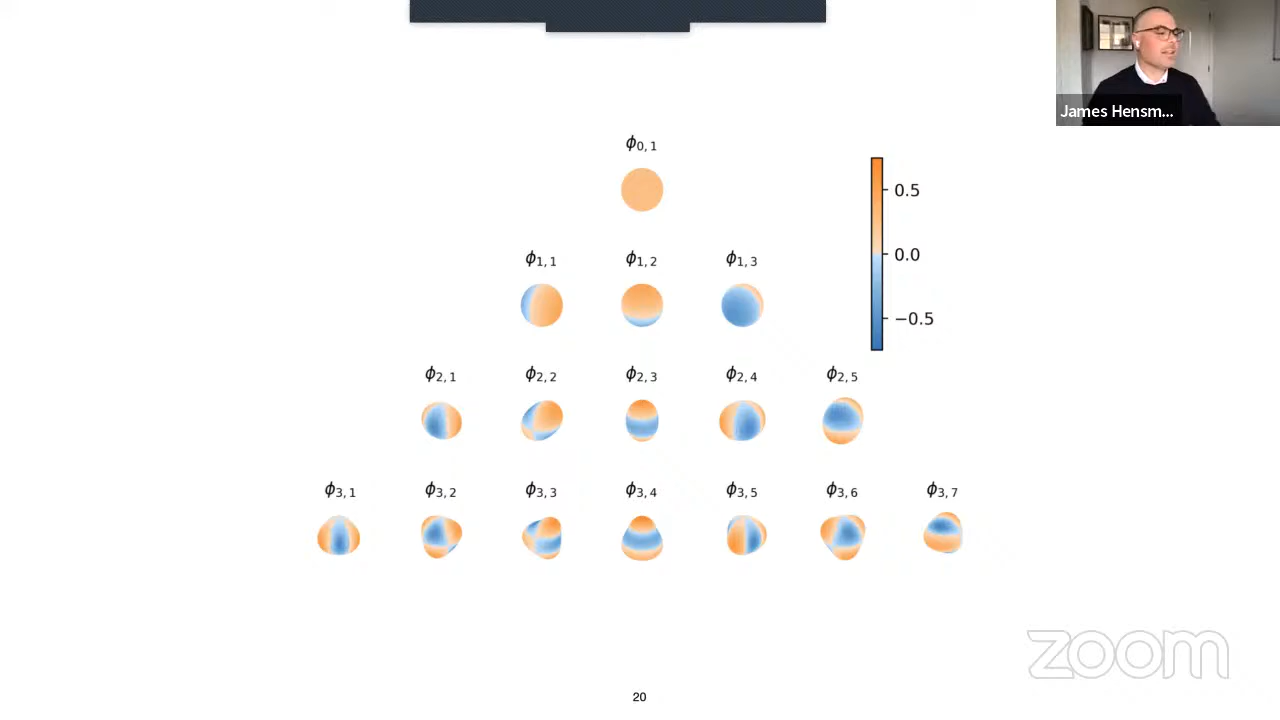 James Hensm...
ϕ0,1
0.5
0.0
−0.5
ϕ1,1 ϕ1,2 ϕ1,3
ϕ2,1 ϕ2,2 ϕ2,3 ϕ2,4 ϕ2,5
ϕ3,1 ϕ3,2 ϕ3,3 ϕ3,4 ϕ3,5 ϕ3,6 ϕ3,7
zoom
20